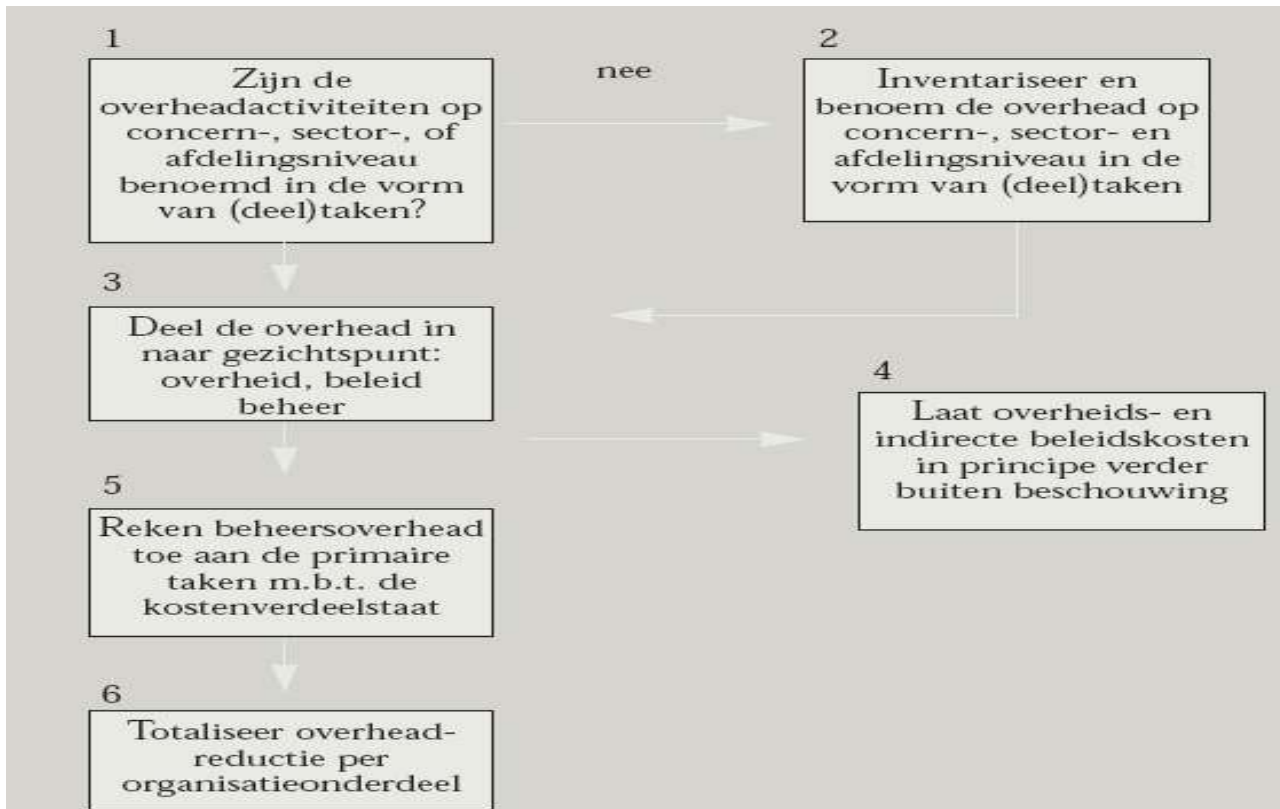 1
Zijn de
overheadactiviteiten op
concern-, sector-, of
afdelingsniveau
benoemd in de vorm
van (deel)taken?
nee
2
Inventariseer en
benoem de overhead op
concern-, sector- en
afdelingsniveau in de
vorm van (deel)taken
3
Deel de overhead in
naar gezichtspunt:
overheid, beleid
beheer
4
Laat overheids- en
indirecte beleidskosten
in principe verder
buiten beschouwing
5
Reken beheersoverhead
toe aan de primaire
taken m.b.t. de
kostenverdeelstaat
6
Totaliseer overhead-
reductie per
organisatieonderdeel